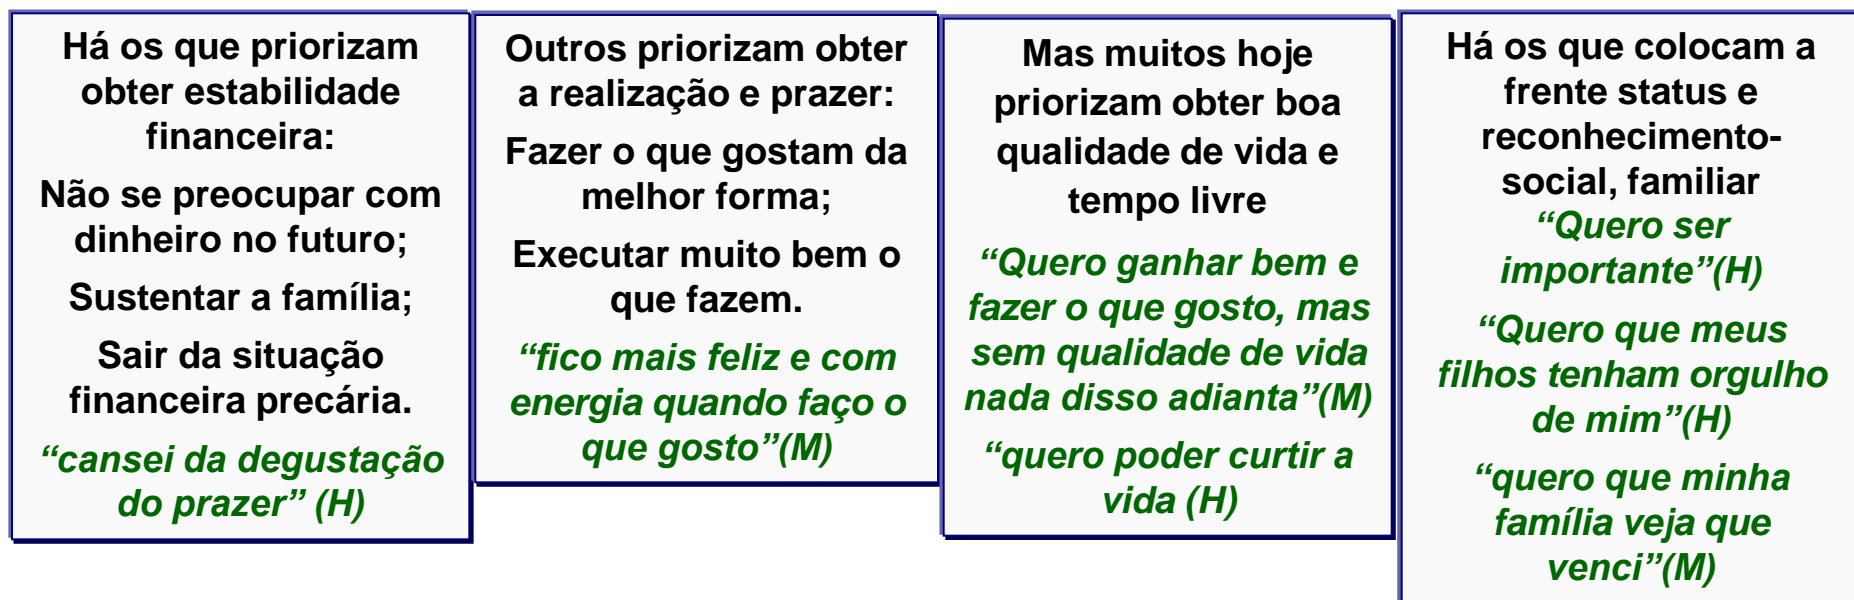 Há os que priorizam
obter estabilidade
financeira:
Não se preocupar com
dinheiro no futuro;
Sustentar a família;
Sair da situação
financeira precária.
“cansei da degustação
do prazer” (H)
Outros priorizam obter
a realização e prazer:
Fazer o que gostam da
melhor forma;
Executar muito bem o
que fazem.
“fico mais feliz e com
energia quando faço o
que gosto”(M)
Mas muitos hoje
priorizam obter boa
qualidade de vida e
tempo livre
“Quero ganhar bem e
fazer o que gosto, mas
sem qualidade de vida
nada disso adianta”(M)
“quero poder curtir a
vida (H)
Há os que colocam a
frente status e
reconhecimento-
social, familiar
“Quero ser
importante”(H)
“Quero que meus
filhos tenham orgulho
de mim”(H)
“quero que minha
família veja que
venci”(M)